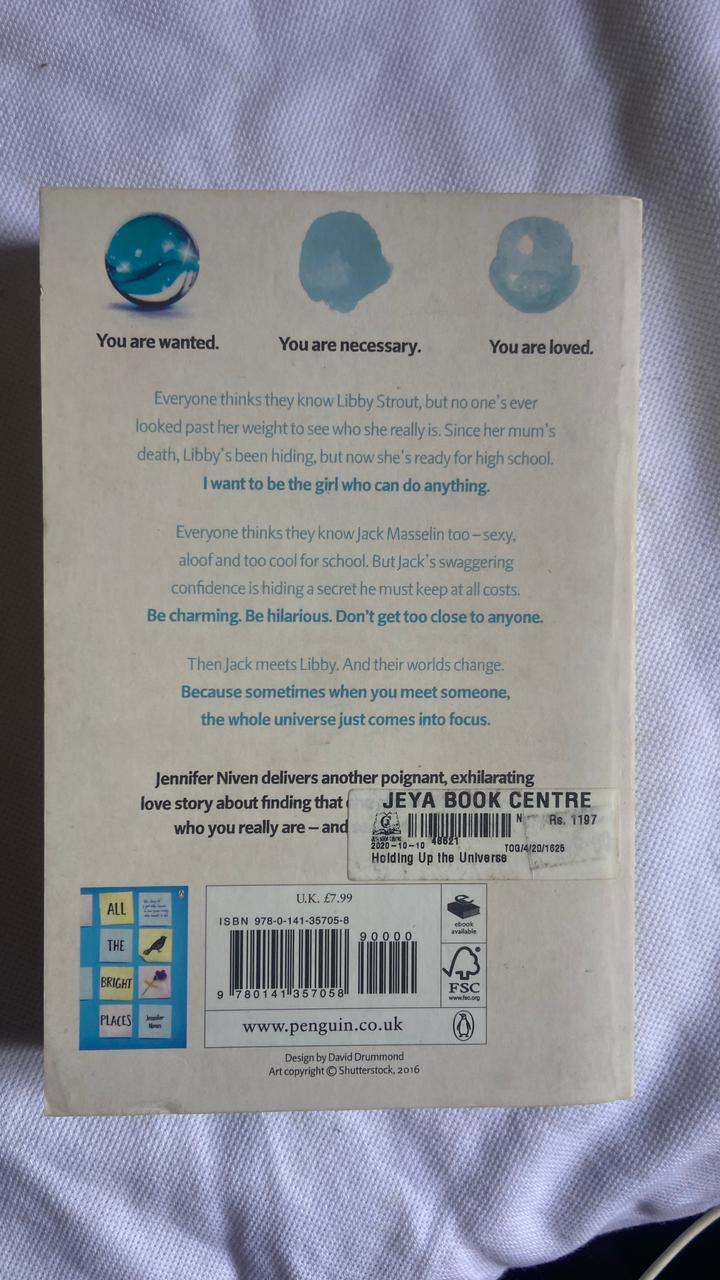 You are wanted.
You are necessary.
You are loved.
Everyone thinks they know Libby Strout, but no one's ever
looked past her weight to see who she really is. Since her mum's
death, Libby's been hiding, but now she's ready for high school.
I want to be the girl who can do anything.
Everyone thinks they know Jack Masselin too – sexy,
aloof and too cool for school. But Jack's swaggering
confidence is hiding a secret he must keep at all costs.
Be charming. Be hilarious. Don't get too close to anyone.
Then Jack meets Libby. And their worlds change.
Because sometimes when you meet someone,
the whole universe just comes into focus.
Jennifer Niven delivers another poignant, exhilarating
love story about finding that
who you really are – and
JEYA BOOK CENTRE
N
Rs. 1197
2020-10-10 48621
TOG/4/20/1625
Holding Up the Universe
ALL
THE
BRIGHT
PLACES
Jennifer
Niven
U.K. £7.99
ISBN 978-0-141-35705-8
90000
9 780141 357058
www.penguin.co.uk
ebook
available
FSC
www.fsc.org
Design by David Drummond
Art copyright © Shutterstock, 2016